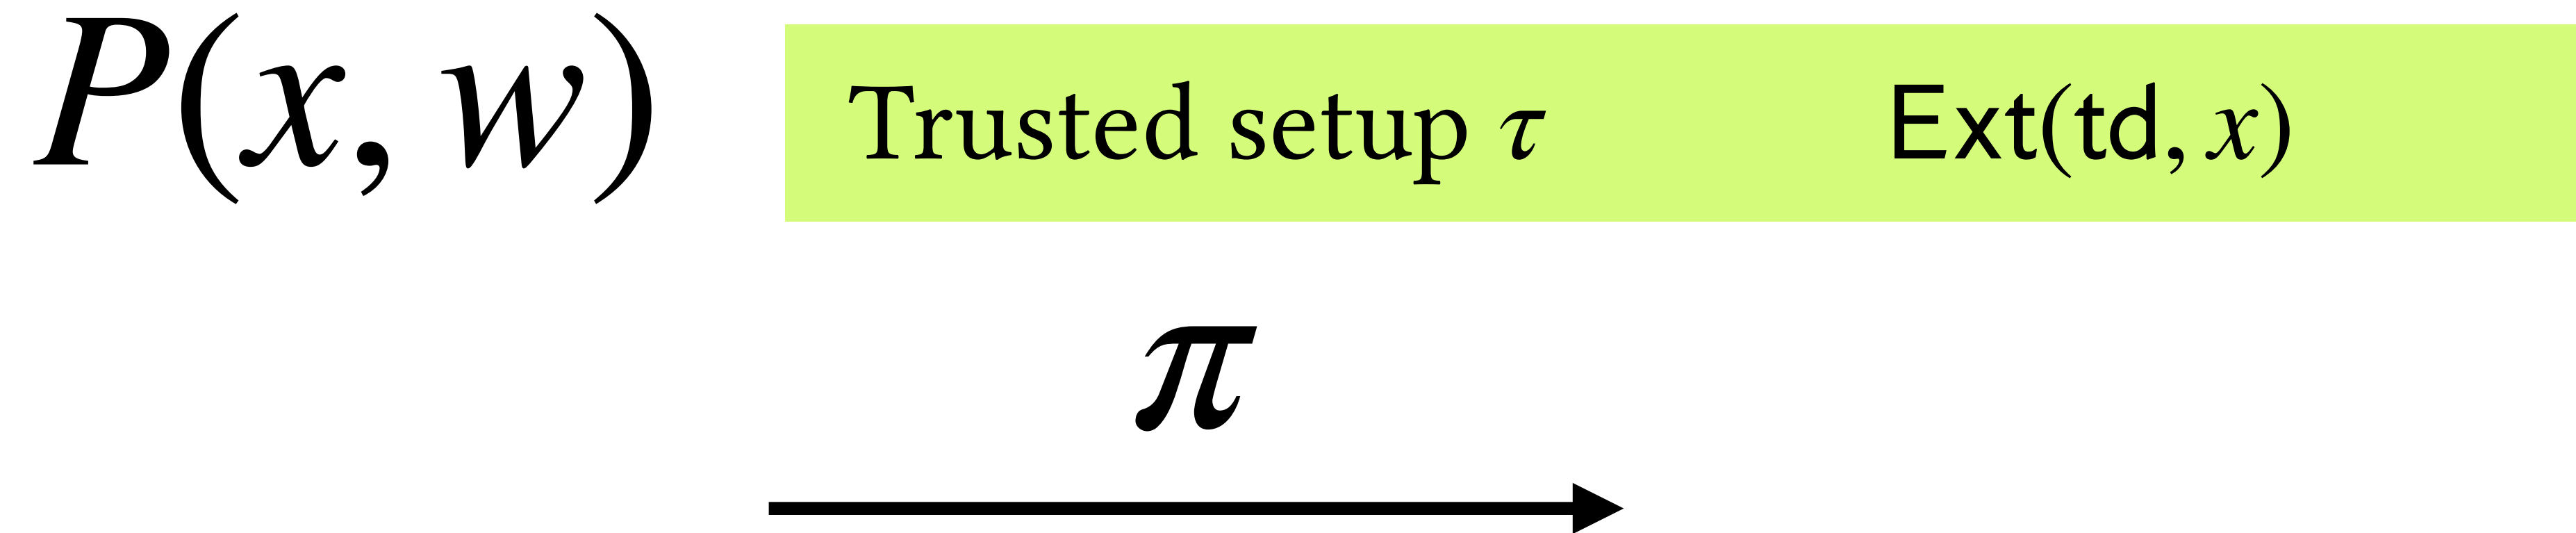 P(x, w) Trusted setup τ Ext(td, x)
π